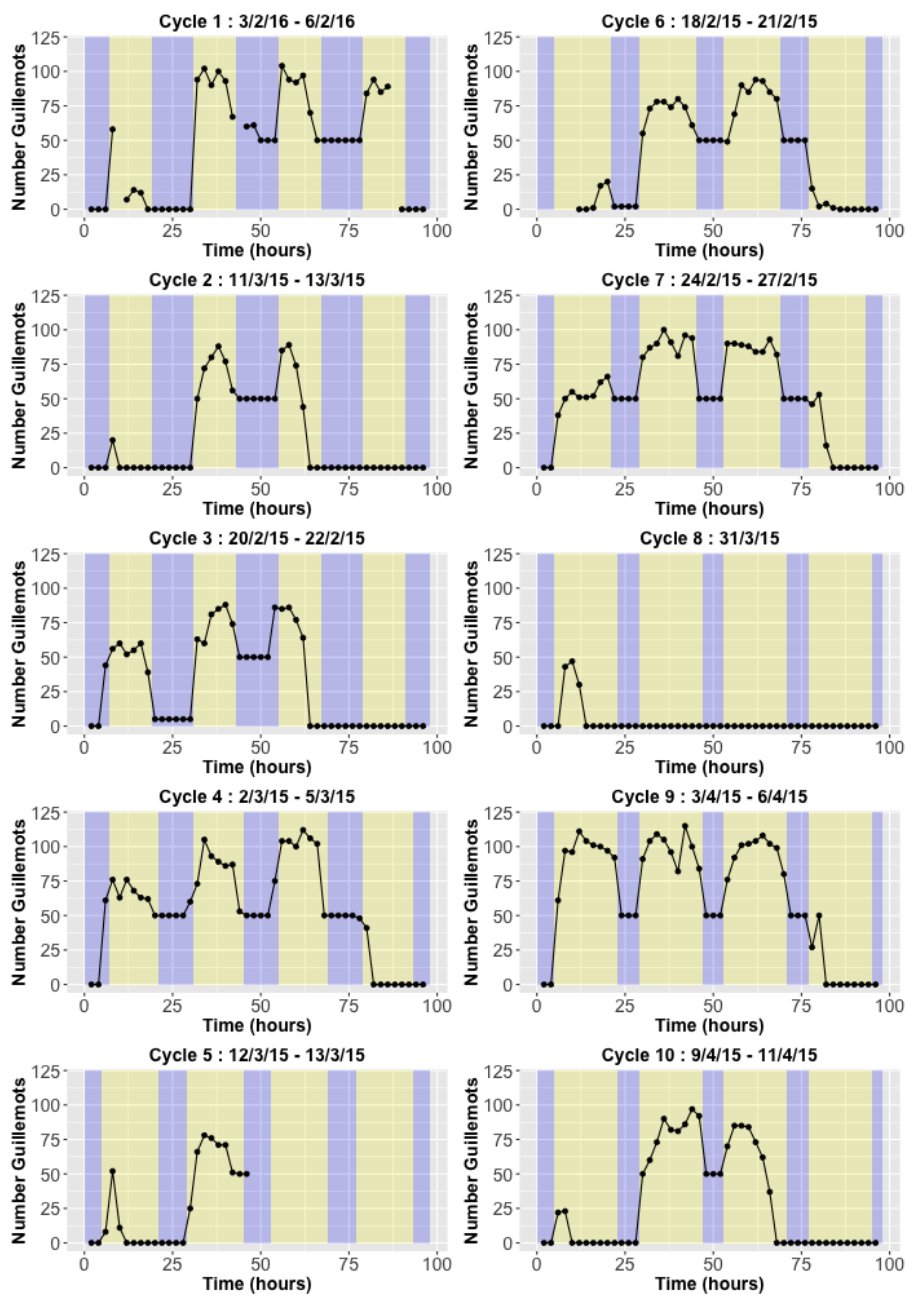 Cycle 1 : 3/2/16 - 6/2/16
Number Guillemots
125
100
75
50
25
0
0 25 50 75 100
Time (hours)
Cycle 6 : 18/2/15 - 21/2/15
Number Guillemots
125
100
75
50
25
0
0 25 50 75 100
Time (hours)
Cycle 2 : 11/3/15 - 13/3/15
Number Guillemots
125
100
75
50
25
0
0 25 50 75 100
Time (hours)
Cycle 7 : 24/2/15 - 27/2/15
Number Guillemots
125
100
75
50
25
0
0 25 50 75 100
Time (hours)
Cycle 3 : 20/2/15 - 22/2/15
Number Guillemots
125
100
75
50
25
0
0 25 50 75 100
Time (hours)
Cycle 8 : 31/3/15
Number Guillemots
125
100
75
50
25
0
0 25 50 75 100
Time (hours)
Cycle 4 : 2/3/15 - 5/3/15
Number Guillemots
125
100
75
50
25
0
0 25 50 75 100
Time (hours)
Cycle 9 : 3/4/15 - 6/4/15
Number Guillemots
125
100
75
50
25
0
0 25 50 75 100
Time (hours)
Cycle 5 : 12/3/15 - 13/3/15
Number Guillemots
125
100
75
50
25
0
0 25 50 75 100
Time (hours)
Cycle 10 : 9/4/15 - 11/4/15
Number Guillemots
125
100
75
50
25
0
0 25 50 75 100
Time (hours)